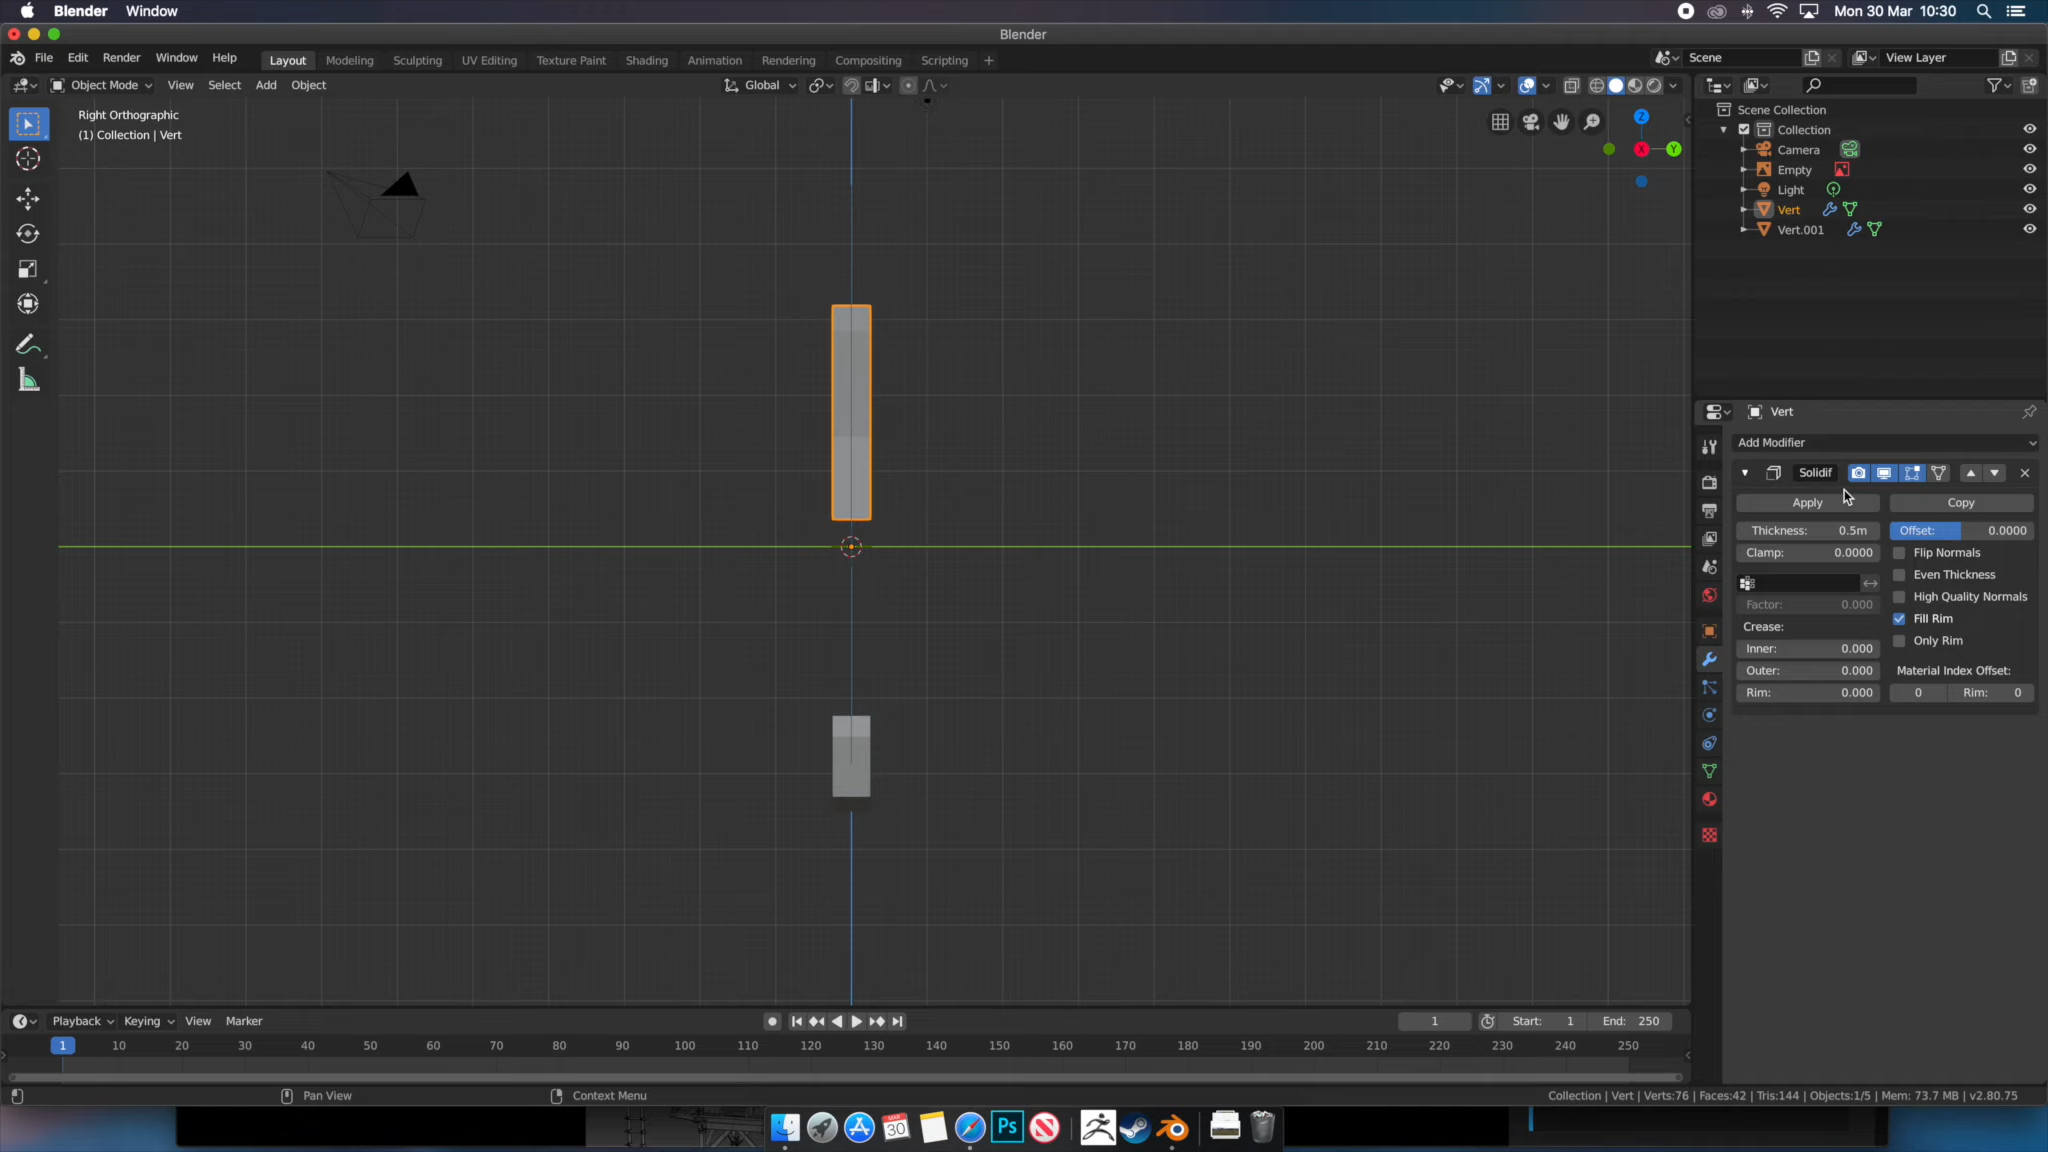 Blender Window Mon 30 Mar 10:30
Blender
File Edit Render Window Help Layout Modeling Sculpting UV Editing Texture Paint Shading Animation Rendering Compositing Scripting + Scene View Layer
Object Mode View Select Add Object Global
Right Orthographic
(1) Collection | Vert
Z
X
Y
Scene Collection
Collection
Camera
Empty
Light
Vert
Vert.001
Vert
Add Modifier
Solidif
Apply Copy
Thickness: 0.5m Offset: 0.0000
Clamp: 0.0000 Flip Normals
Even Thickness
High Quality Normals
Factor: 0.000
Fill Rim
Crease:
Only Rim
Inner: 0.000
Outer: 0.000 Material Index Offset:
Rim: 0.000 0 Rim: 0
Playback Keying View Marker 1 Start: 1 End: 250
1 10 20 30 40 50 60 70 80 90 100 110 120 130 140 150 160 170 180 190 200 210 220 230 240 250
Pan View Context Menu Collection | Vert | Verts:76 | Faces:42 | Tris:144 | Objects:1/5 | Mem: 73.7 MB | v2.80.75
MAR
30
Ps